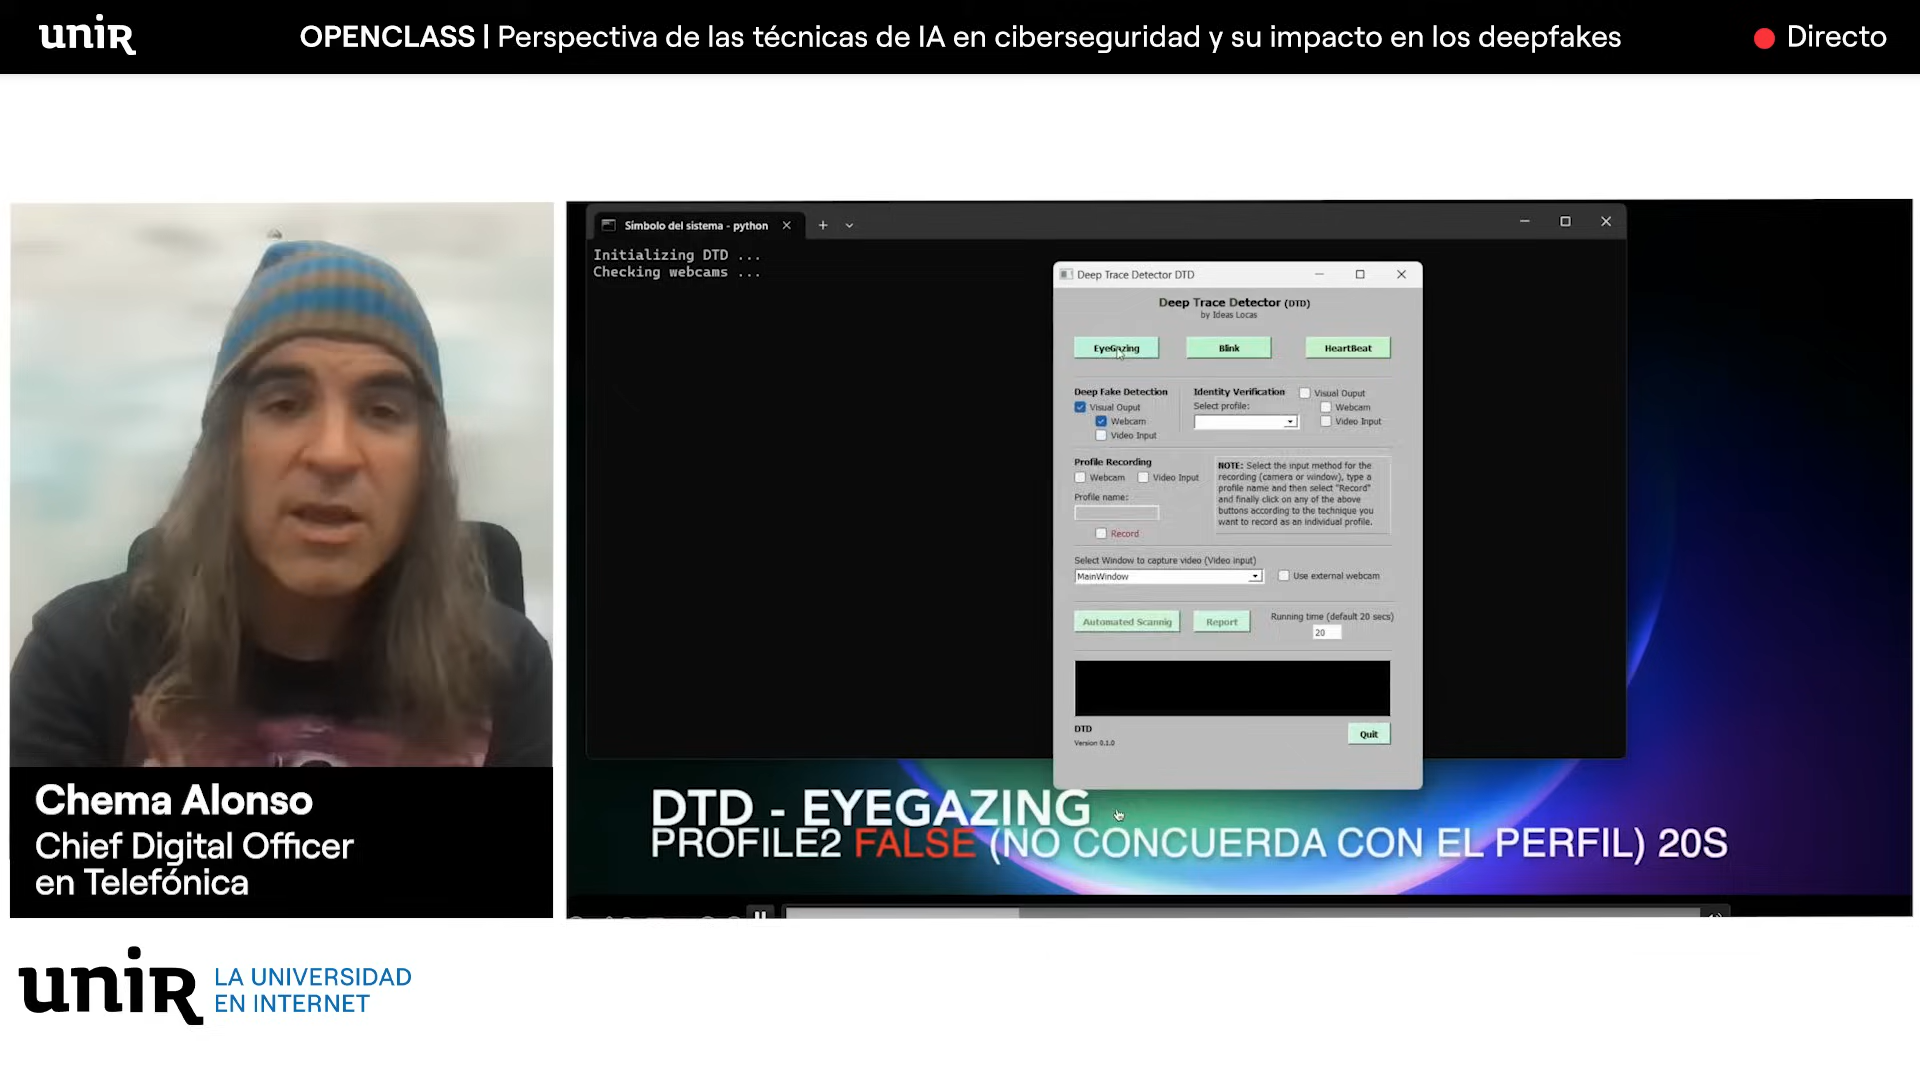 unir
OPENCLASS | Perspectiva de las técnicas de IA en ciberseguridad y su impacto en los deepfakes
Directo
Símbolo del sistema - python
Initializing DTD ...
Checking webcams ...
Deep Trace Detector DTD
Deep Trace Detector (DTD)
by Ideas Locas
EyeGazing
Blink
HeartBeat
Deep Fake Detection
Visual Ouput
Webcam
Video Input
Identity Verification
Select profile:
Visual Ouput
Webcam
Video Input
Profile Recording
Webcam
Video Input
Profile name:
Record
NOTE: Select the input method for the
recording (camera or window), type a
profile name and then select "Record"
and finally click on any of the above
buttons according to the technique you
want to record as an individual profile.
Select Window to capture video (Video input)
MainWindow
Use external webcam
Automated Scannig
Report
Running time (default 20 secs)
20
DTD
Version 0.1.0
Quit
DTD - EYEGAZING
PROFILE2 FALSE (NO CONCUERDA CON EL PERFIL) 20S
Chema Alonso
Chief Digital Officer
en Telefónica
unir
LA UNIVERSIDAD
EN INTERNET